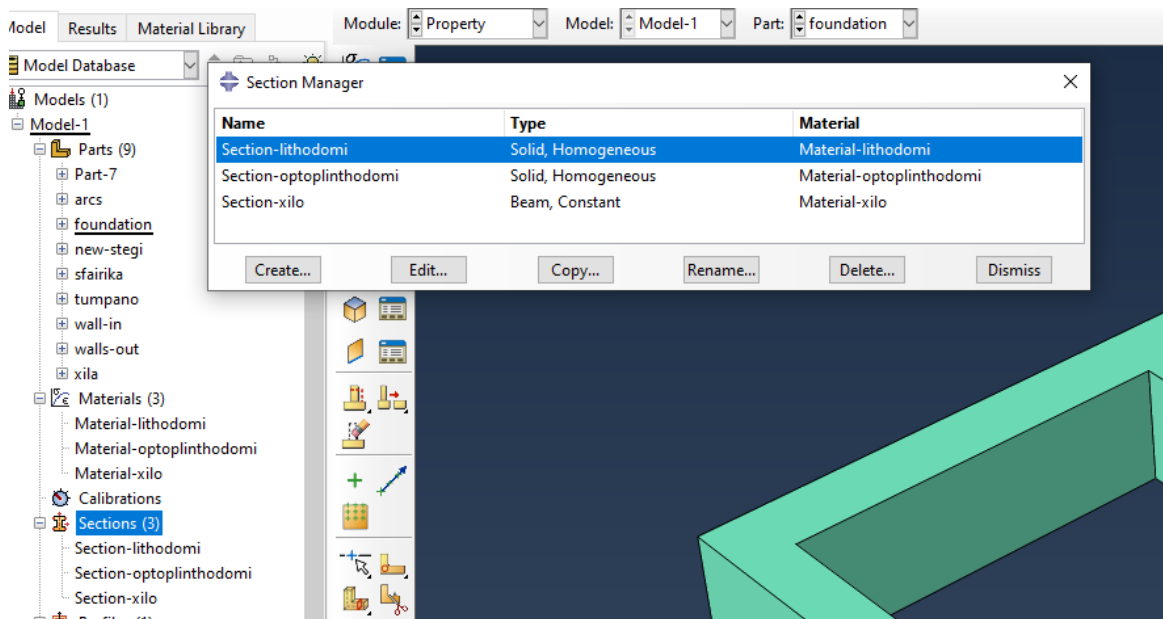 Model Results Material Library
Module: Property Model: Model-1 Part: foundation
Model Database
Section Manager
Name Type Material
Section-lithodomi Solid, Homogeneous Material-lithodomi
Section-optoplinthodomi Solid, Homogeneous Material-optoplinthodomi
Section-xilo Beam, Constant Material-xilo
Create... Edit... Copy... Rename... Delete... Dismiss
Models (1)
Model-1
Parts (9)
Part-7
arcs
foundation
new-stegi
sfairika
tumpano
wall-in
walls-out
xila
Materials (3)
Material-lithodomi
Material-optoplinthodomi
Material-xilo
Calibrations
Sections (3)
Section-lithodomi
Section-optoplinthodomi
Section-xilo